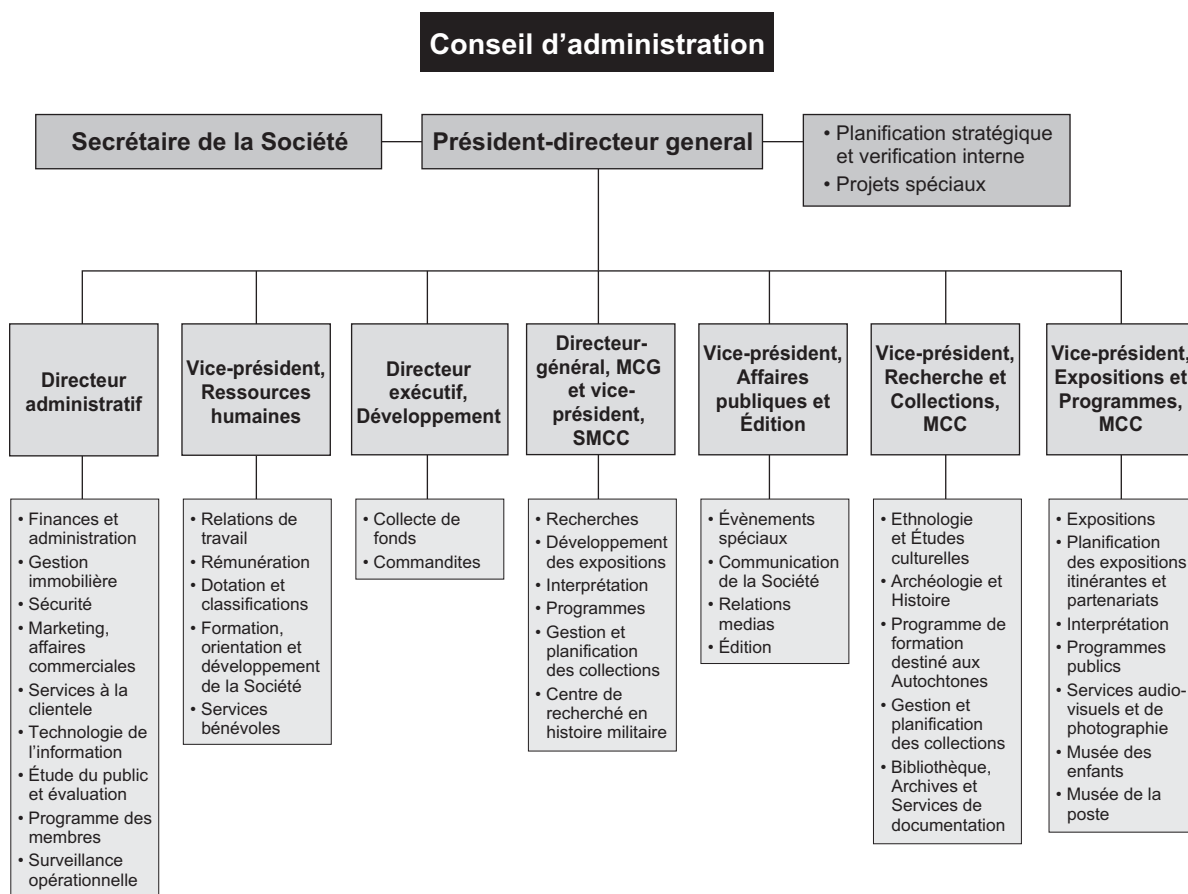 Conseil d’administration
Secrétaire de la Société
Président-directeur general
• Planification stratégique
et verification interne
• Projets spéciaux
Directeur
administratif
Vice-président,
Ressources
humaines
Directeur
exécutif,
Développement
Directeur-
général, MCG
et vice-
président,
SMCC
Vice-président,
Affaires
publiques et
Édition
Vice-président,
Recherche et
Collections,
MCC
Vice-président,
Expositions et
Programmes,
MCC
• Finances et
administration
• Gestion
immobilière
• Sécurité
• Marketing,
affaires
commerciales
• Services à la
clientele
• Technologie de
l’information
• Étude du public
et évaluation
• Programme des
membres
• Surveillance
opérationnelle
• Relations de
travail
• Rémunération
• Dotation et
classifications
• Formation,
orientation et
développement
de la Société
• Services
bénévoles
• Collecte de
fonds
• Commandites
• Recherches
• Développement
des expositions
• Interprétation
• Programmes
• Gestion et
planification
des collections
• Centre de
recherché en
histoire militaire
• Évènements
spéciaux
• Communication
de la Société
• Relations
medias
• Édition
• Ethnologie
et Études
culturelles
• Archéologie et
Histoire
• Programme de
formation
destiné aux
Autochtones
• Gestion et
planification
des collections
• Bibliothèque,
Archives et
Services de
documentation
• Expositions
• Planification
des expositions
itinérantes et
partenariats
• Interprétation
• Programmes
publics
• Services audio-
visuels et de
photographie
• Musée des
enfants
• Musée de la
poste